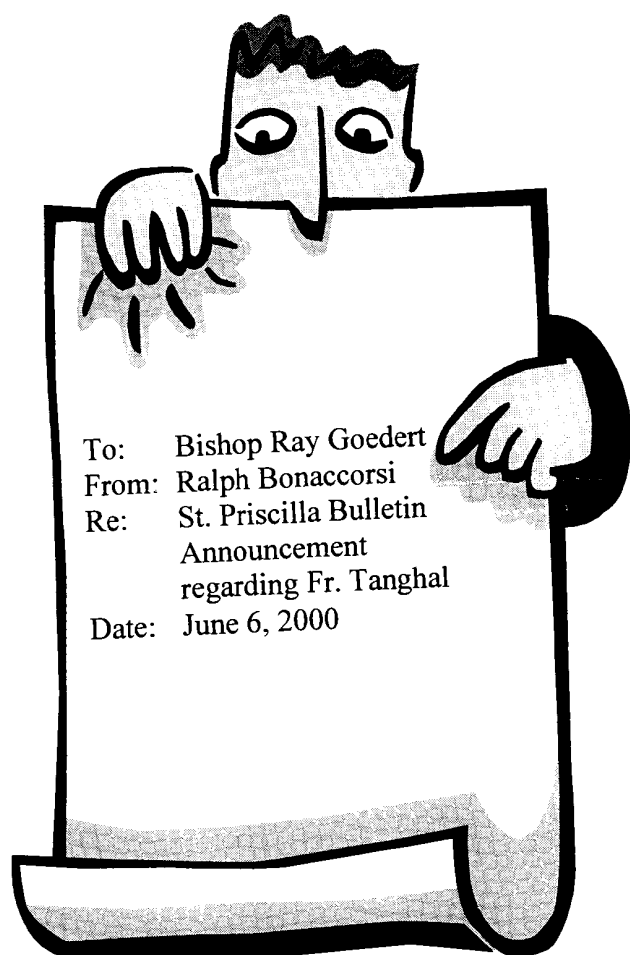 To: Bishop Ray Goedert
From: Ralph Bonaccorsi
Re: St. Priscilla Bulletin
Announcement
regarding Fr. Tanghal
Date: June 6, 2000